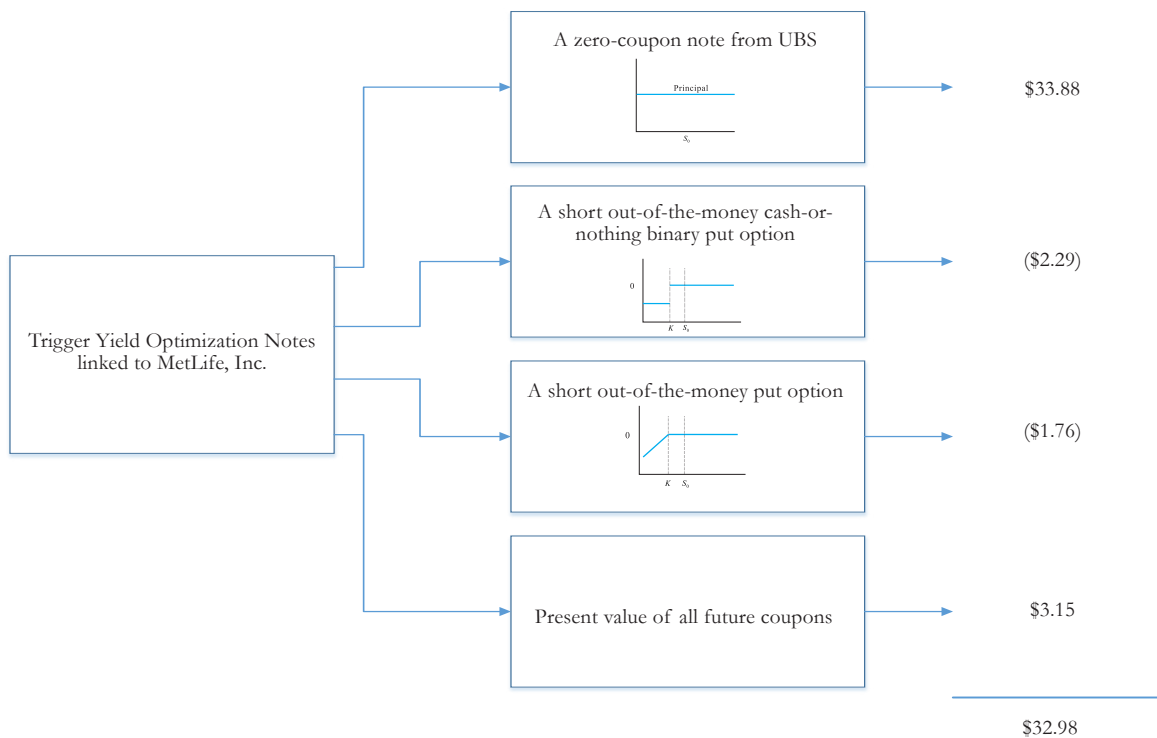 A zero-coupon note from UBS
Principal
S₀
$33.88
A short out-of-the-money cash-or-
nothing binary put option
0
K S₀
($2.29)
Trigger Yield Optimization Notes
linked to MetLife, Inc.
A short out-of-the-money put option
0
K S₀
($1.76)
Present value of all future coupons
$3.15
$32.98